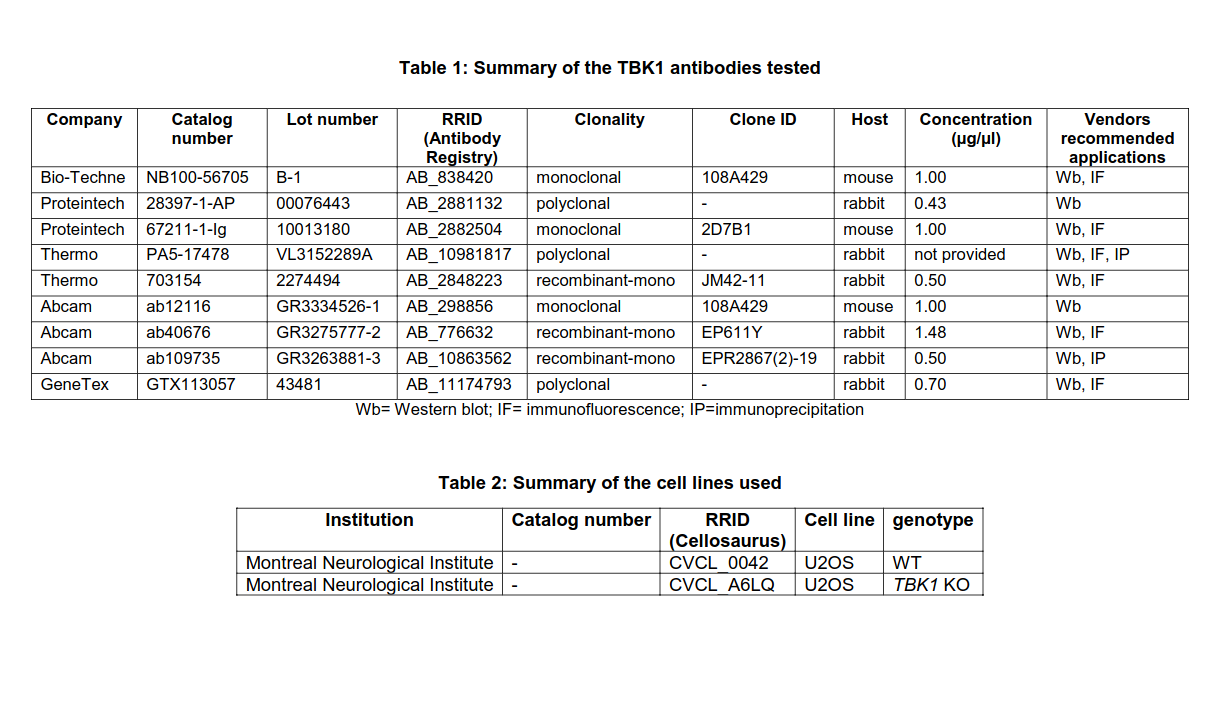 Table 1: Summary of the TBK1 antibodies tested
Company Catalog number Lot number RRID (Antibody Registry) Clonality Clone ID Host Concentration (µg/µl) Vendors recommended applications
Bio-Techne NB100-56705 B-1 AB_838420 monoclonal 108A429 mouse 1.00 Wb, IF
Proteintech 28397-1-AP 00076443 AB_2881132 polyclonal - rabbit 0.43 Wb
Proteintech 67211-1-Ig 10013180 AB_2882504 monoclonal 2D7B1 mouse 1.00 Wb, IF
Thermo PA5-17478 VL3152289A AB_10981817 polyclonal - rabbit not provided Wb, IF, IP
Thermo 703154 2274494 AB_2848223 recombinant-mono JM42-11 rabbit 0.50 Wb, IF
Abcam ab12116 GR3334526-1 AB_298856 monoclonal 108A429 mouse 1.00 Wb
Abcam ab40676 GR3275777-2 AB_776632 recombinant-mono EP611Y rabbit 1.48 Wb, IF
Abcam ab109735 GR3263881-3 AB_10863562 recombinant-mono EPR2867(2)-19 rabbit 0.50 Wb, IP
GeneTex GTX113057 43481 AB_11174793 polyclonal - rabbit 0.70 Wb, IF
Wb= Western blot; IF= immunofluorescence; IP=immunoprecipitation
Table 2: Summary of the cell lines used
Institution Catalog number RRID (Cellosaurus) Cell line genotype
Montreal Neurological Institute - CVCL_0042 U2OS WT
Montreal Neurological Institute - CVCL_A6LQ U2OS TBK1 KO